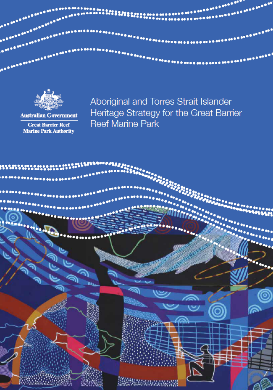 Australian Government
Great Barrier Reef
Marine Park Authority
Aboriginal and Torres Strait Islander
Heritage Strategy for the Great Barrier
Reef Marine Park